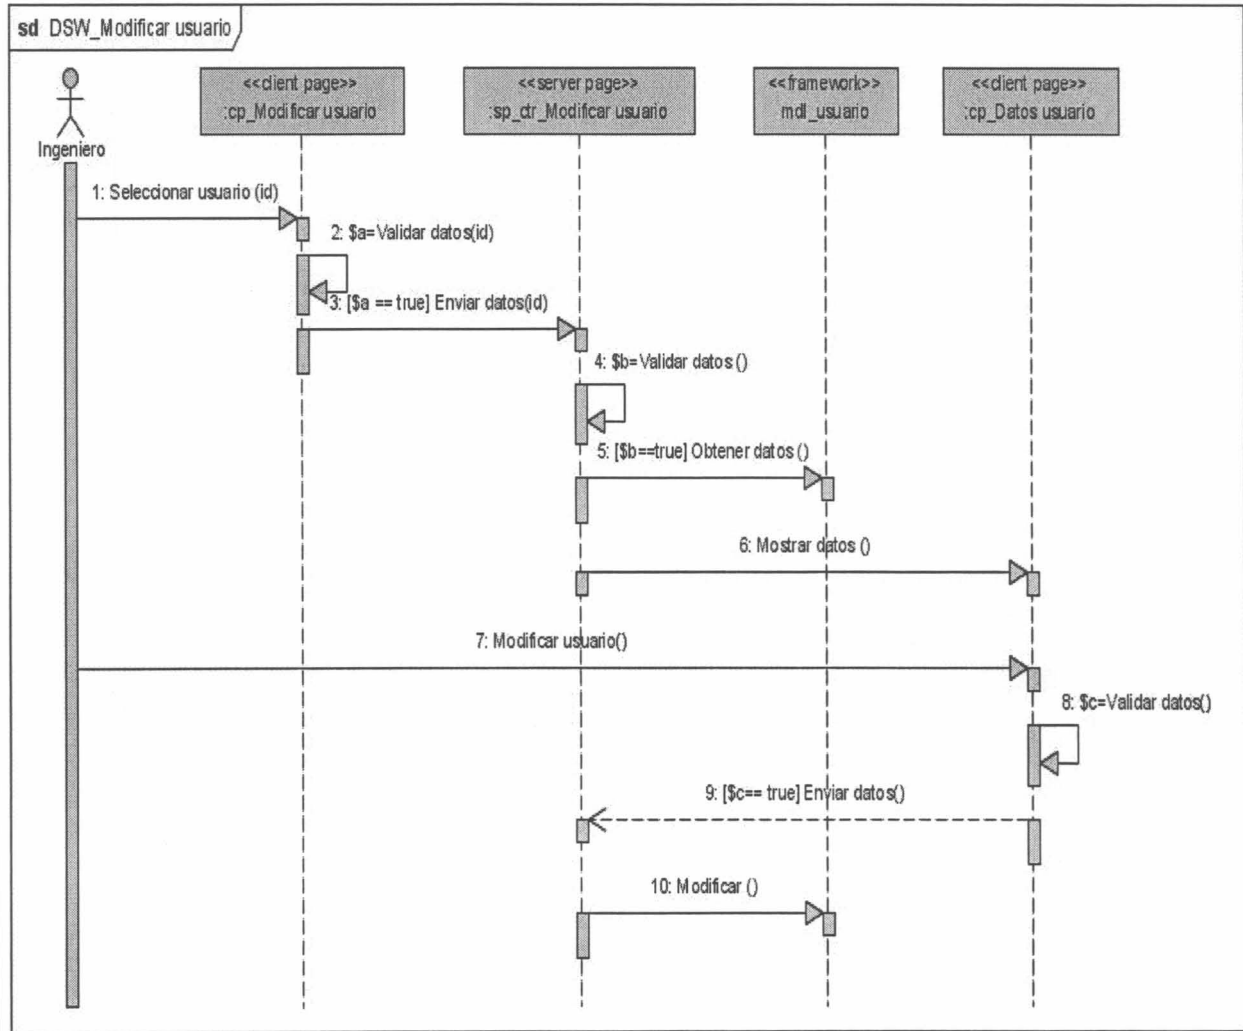 sd DSW_Modificar usuario
<<client page>>
:cp_Modificar usuario
<<server page>>
:sp_ctr_Modificar usuario
<<framework>>
mdl_usuario
<<client page>>
:cp_Datos usuario
Ingeniero
1: Seleccionar usuario (id)
2: $a=Validar datos(id)
3: [$a == true] Enviar datos(id)
4: $b=Validar datos ()
5: [$b==true] Obtener datos ()
6: Mostrar datos ()
7: Modificar usuario()
8: $c=Validar datos()
9: [$c== true] Enviar datos()
10: Modificar ()